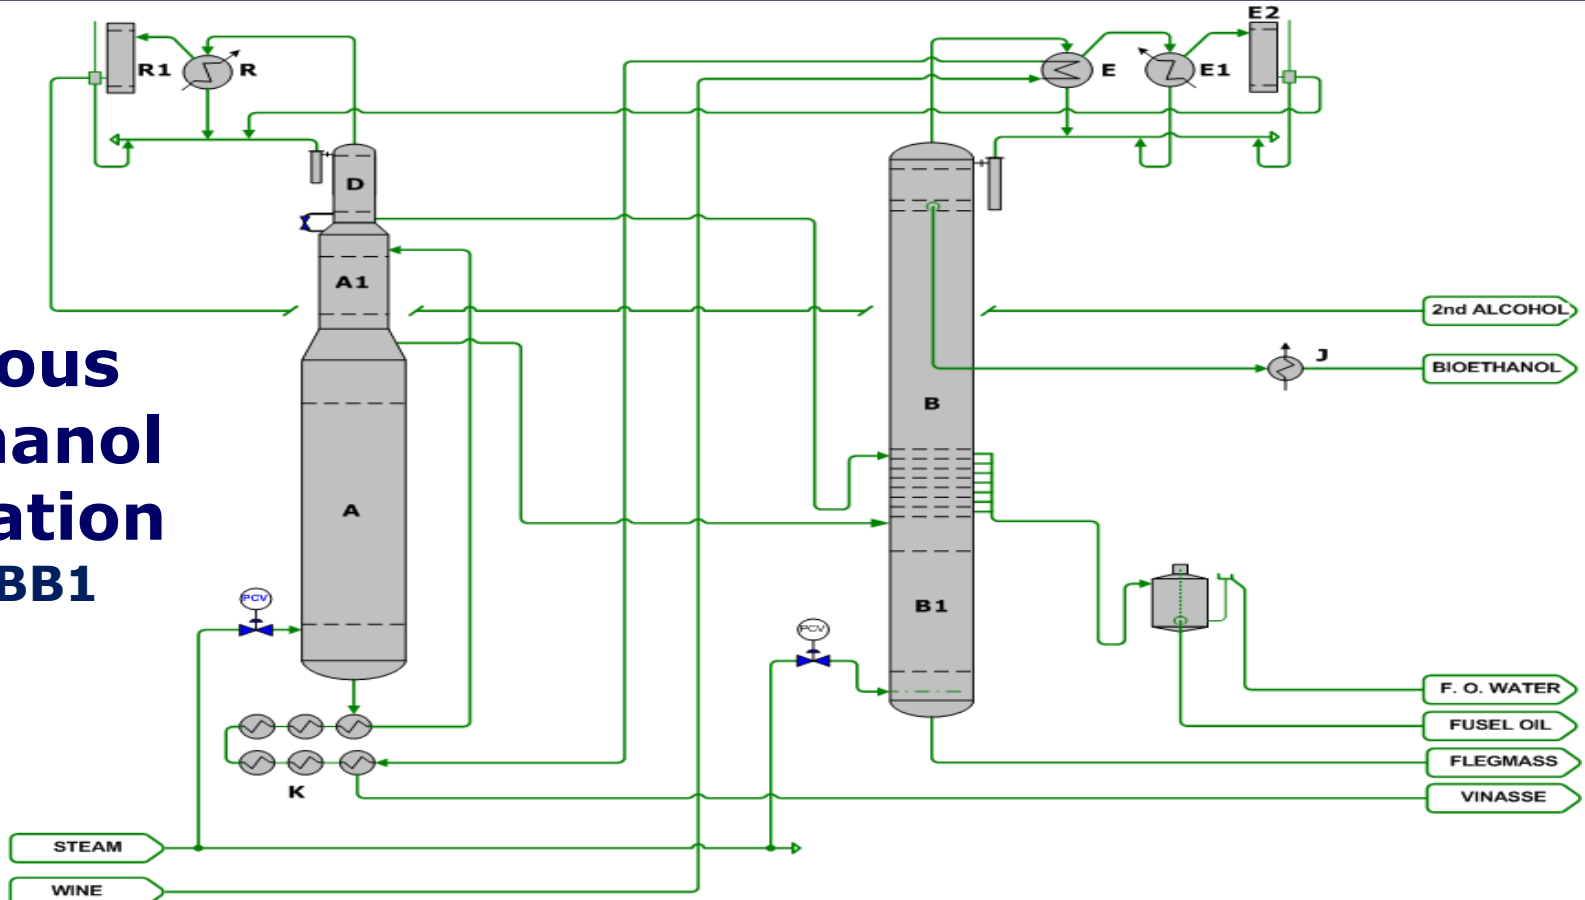 E2
R1
R
E
E1
D
A1
2nd ALCOHOL
J
BIOETHANOL
ous
B
nanol
A
ation
BB1
PCV
B1
PCV
F. O. WATER
FUSEL OIL
FLEGMASS
K
VINASSE
STEAM
WINE